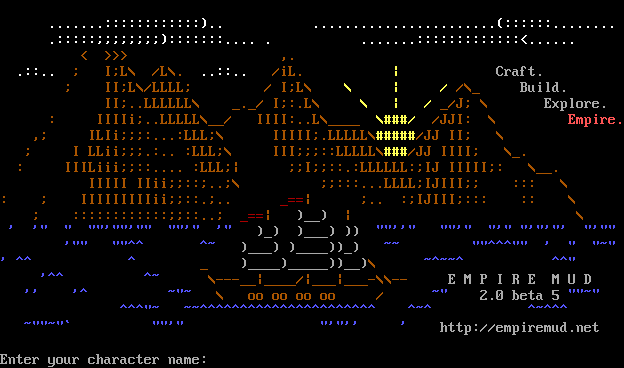 Craft.
Build.
Explore.
Empire.
E M P I R E M U D
2.0 beta 5
http://empiremud.net
Enter your character name: